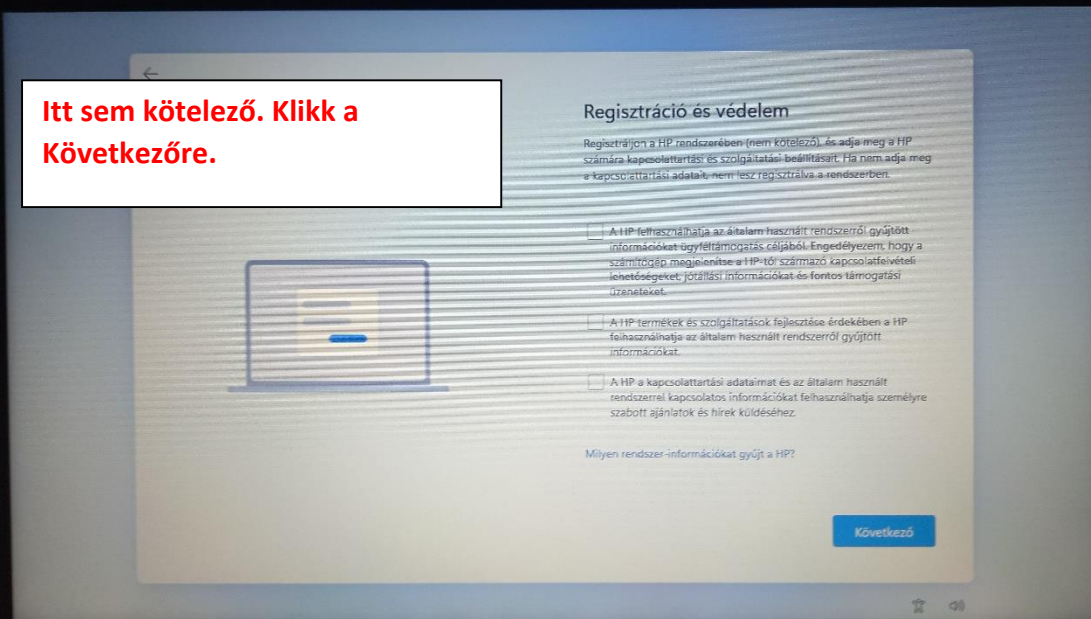 Itt sem kötelező. Klikk a
Következőre.
Regisztráció és védelem
Regisztráljon a HP rendszerében (nem kötelező), és adja meg a HP
számára kapcsolattartási és szolgáltatási beállításait. Ha nem adja meg
a kapcsolattartási adatait, nem lesz regisztrálva a rendszerben.
A HP felhasználhatja az általam használt rendszerről gyűjtött
információkat ügyféltámogatás céljából. Engedélyezem, hogy a
számítógép megjelenítse a HP-től származó kapcsolatfelvételi
lehetőségeket, jótállási információkat és fontos támogatási
üzeneteket.
A HP termékek és szolgáltatások fejlesztése érdekében a HP
felhasználhatja az általam használt rendszerről gyűjtött
információkat.
A HP a kapcsolattartási adataimat és az általam használt
rendszerrel kapcsolatos információkat felhasználhatja személyre
szabott ajánlatok és hírek küldéséhez.
Milyen rendszer-információkat gyűjt a HP?
Következő